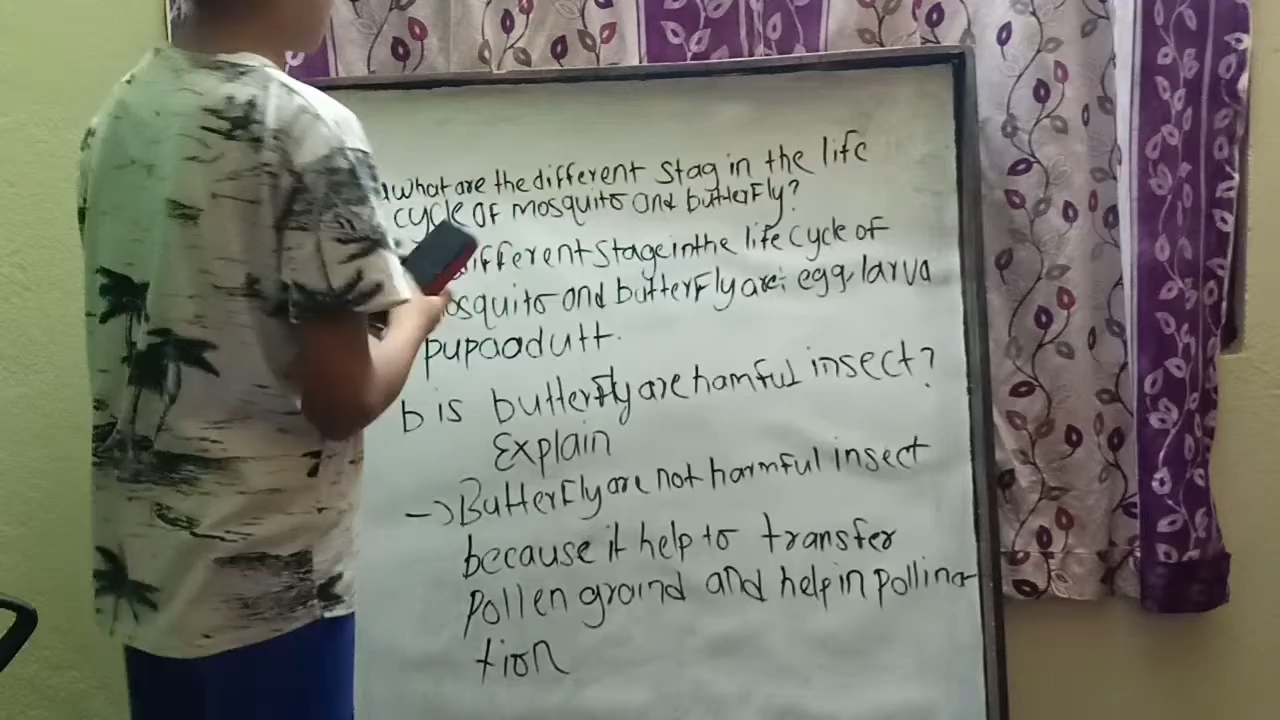 a what are the different stag in the life
cycle of mosquito and butterfly?
different stage in the life cycle of
mosquito and butterfly are: egg, larva
pupaadutt.
b is butterfly are hamful insect?
Explain
→ Butterfly are not harmful insect
because it help to transfer
pollen groind and help in pollina
tion